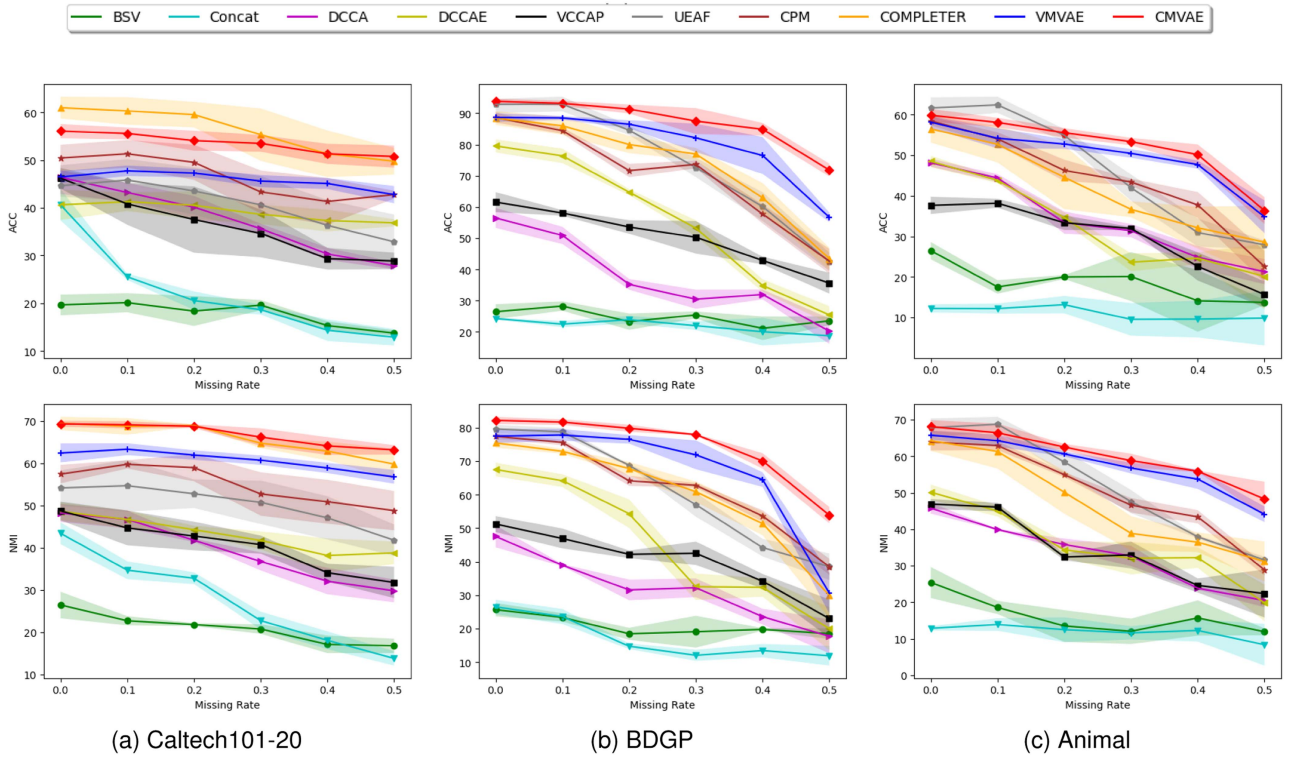 BSV Concat DCCA DCCAE VCCAP UEAF CPM COMPLETER VMVAE CMVAE
60
50
40
30
20
10
ACC
0.0 0.1 0.2 0.3 0.4 0.5
Missing Rate
90
80
70
60
50
40
30
20
ACC
0.0 0.1 0.2 0.3 0.4 0.5
Missing Rate
60
50
40
30
20
10
ACC
0.0 0.1 0.2 0.3 0.4 0.5
Missing Rate
70
60
50
40
30
20
10
NMI
0.0 0.1 0.2 0.3 0.4 0.5
Missing Rate
(a) Caltech101-20
80
70
60
50
40
30
20
10
NMI
0.0 0.1 0.2 0.3 0.4 0.5
Missing Rate
(b) BDGP
70
60
50
40
30
20
10
0
NMI
0.0 0.1 0.2 0.3 0.4 0.5
Missing Rate
(c) Animal